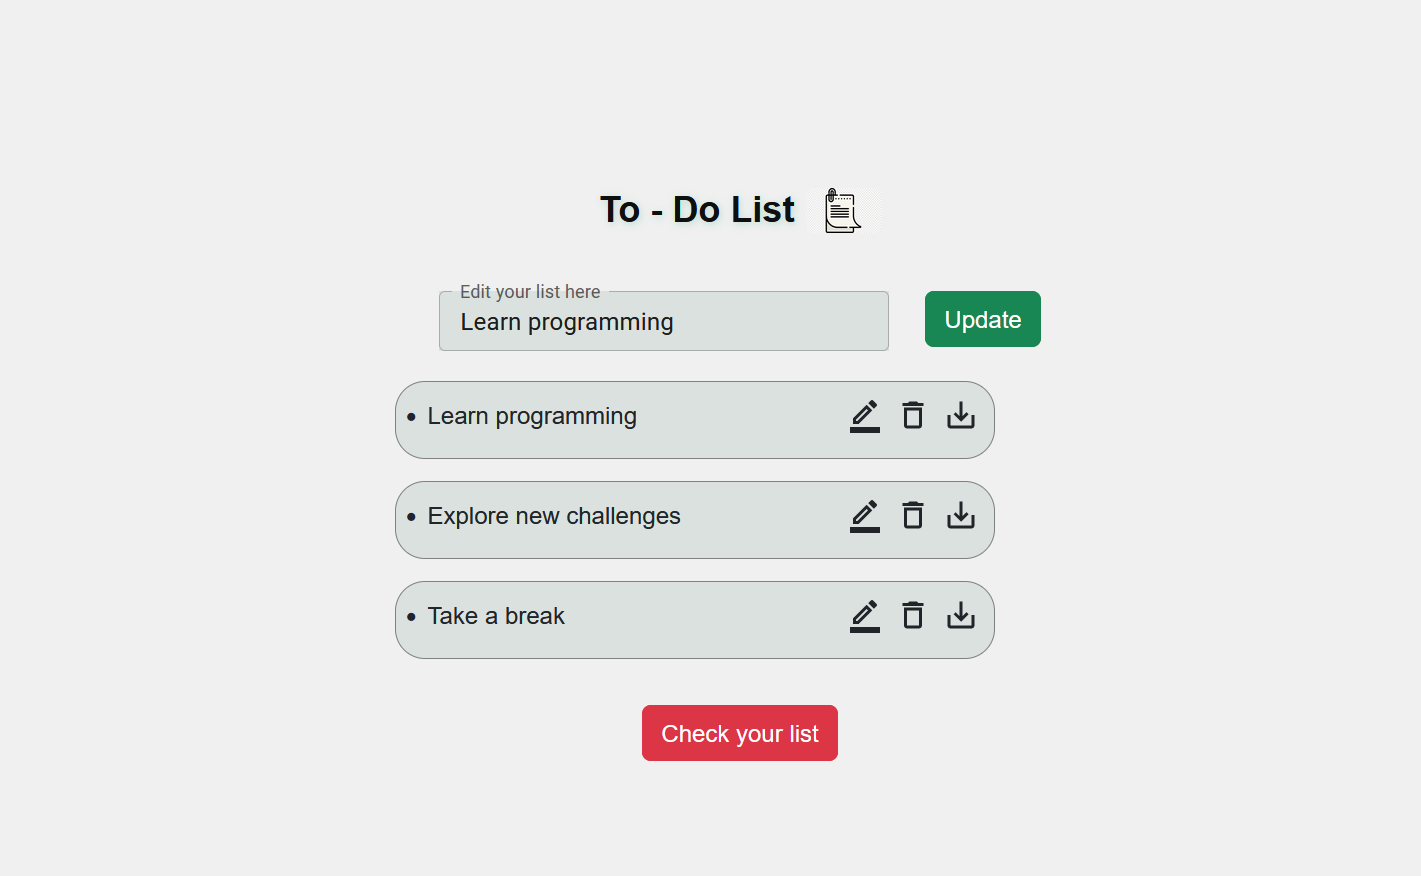 To - Do List
Edit your list here
Learn programming
Update
• Learn programming
• Explore new challenges
• Take a break
Check your list